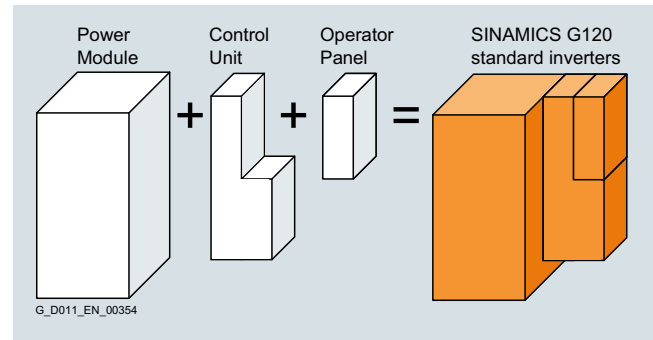 Power
Module
Control
Unit
Operator
Panel
SINAMICS G120
standard inverters
+
+
=
G_D011_EN_00354